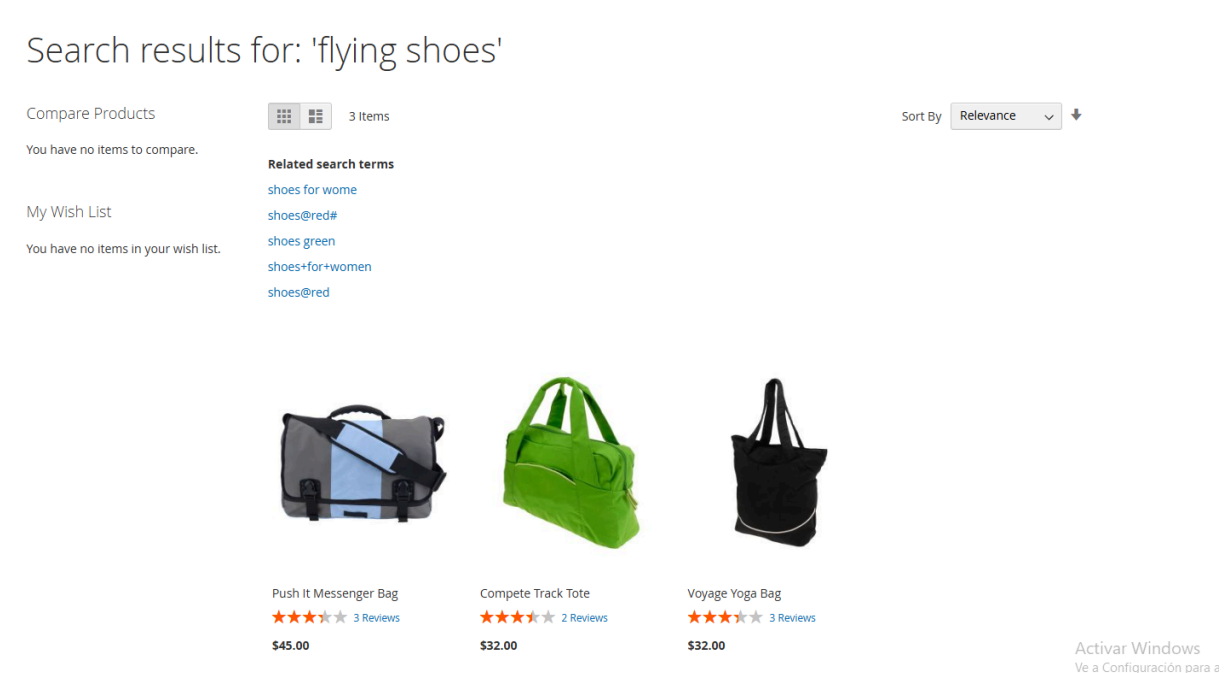 Search results for: 'flying shoes'
Compare Products
You have no items to compare.
My Wish List
You have no items in your wish list.
3 Items
Sort By Relevance
Related search terms
shoes for wome
shoes@red#
shoes green
shoes+for+women
shoes@red
Push It Messenger Bag
3 Reviews
$45.00
Compete Track Tote
2 Reviews
$32.00
Voyage Yoga Bag
3 Reviews
$32.00
Activar Windows
Ve a Configuración para a